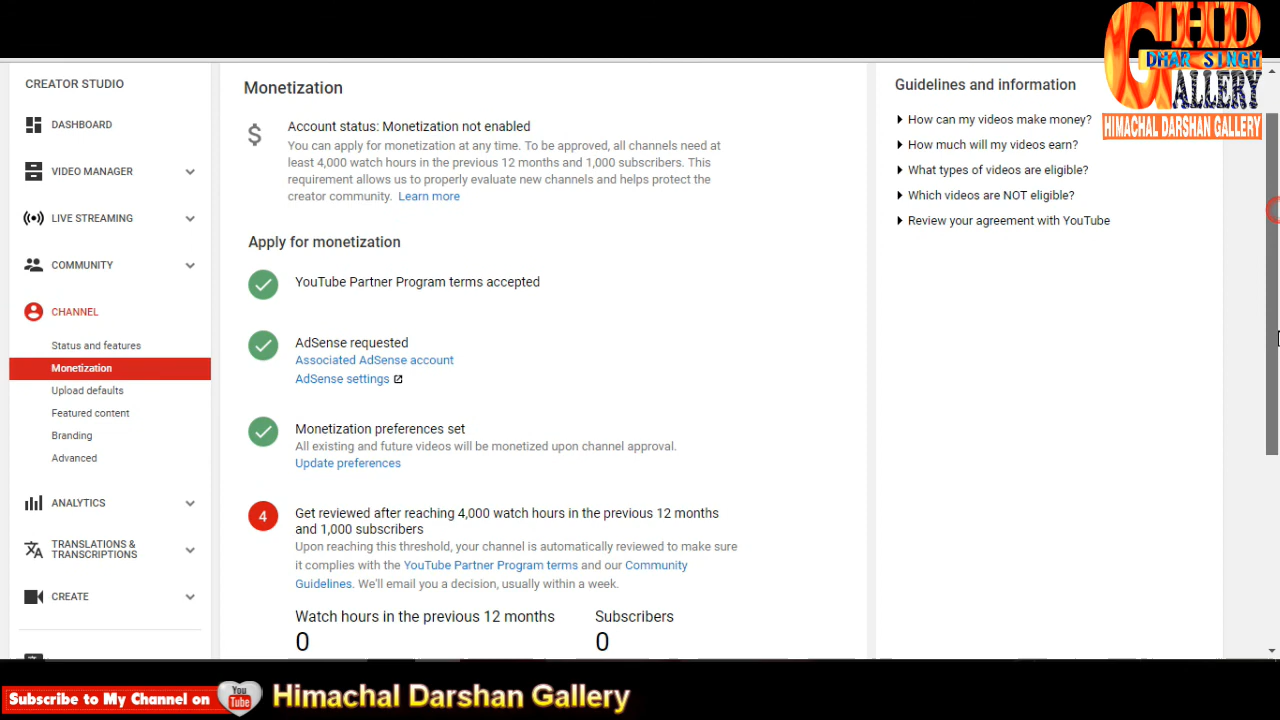 GHD
DHAR SINGH
GALLERY
HIMACHAL DARSHAN GALLERY
CREATOR STUDIO
DASHBOARD
VIDEO MANAGER
LIVE STREAMING
COMMUNITY
CHANNEL
Status and features
Monetization
Upload defaults
Featured content
Branding
Advanced
ANALYTICS
TRANSLATIONS &
TRANSCRIPTIONS
CREATE
Monetization
$
Account status: Monetization not enabled
You can apply for monetization at any time. To be approved, all channels need at
least 4,000 watch hours in the previous 12 months and 1,000 subscribers. This
requirement allows us to properly evaluate new channels and helps protect the
creator community. Learn more
Apply for monetization
YouTube Partner Program terms accepted
AdSense requested
Associated AdSense account
AdSense settings
Monetization preferences set
All existing and future videos will be monetized upon channel approval.
Update preferences
4
Get reviewed after reaching 4,000 watch hours in the previous 12 months
and 1,000 subscribers
Upon reaching this threshold, your channel is automatically reviewed to make sure
it complies with the YouTube Partner Program terms and our Community
Guidelines. We'll email you a decision, usually within a week.
Watch hours in the previous 12 months
0
Subscribers
0
Guidelines and information
How can my videos make money?
How much will my videos earn?
What types of videos are eligible?
Which videos are NOT eligible?
Review your agreement with YouTube
Subscribe to My Channel on
You
Tube
Himachal Darshan Gallery